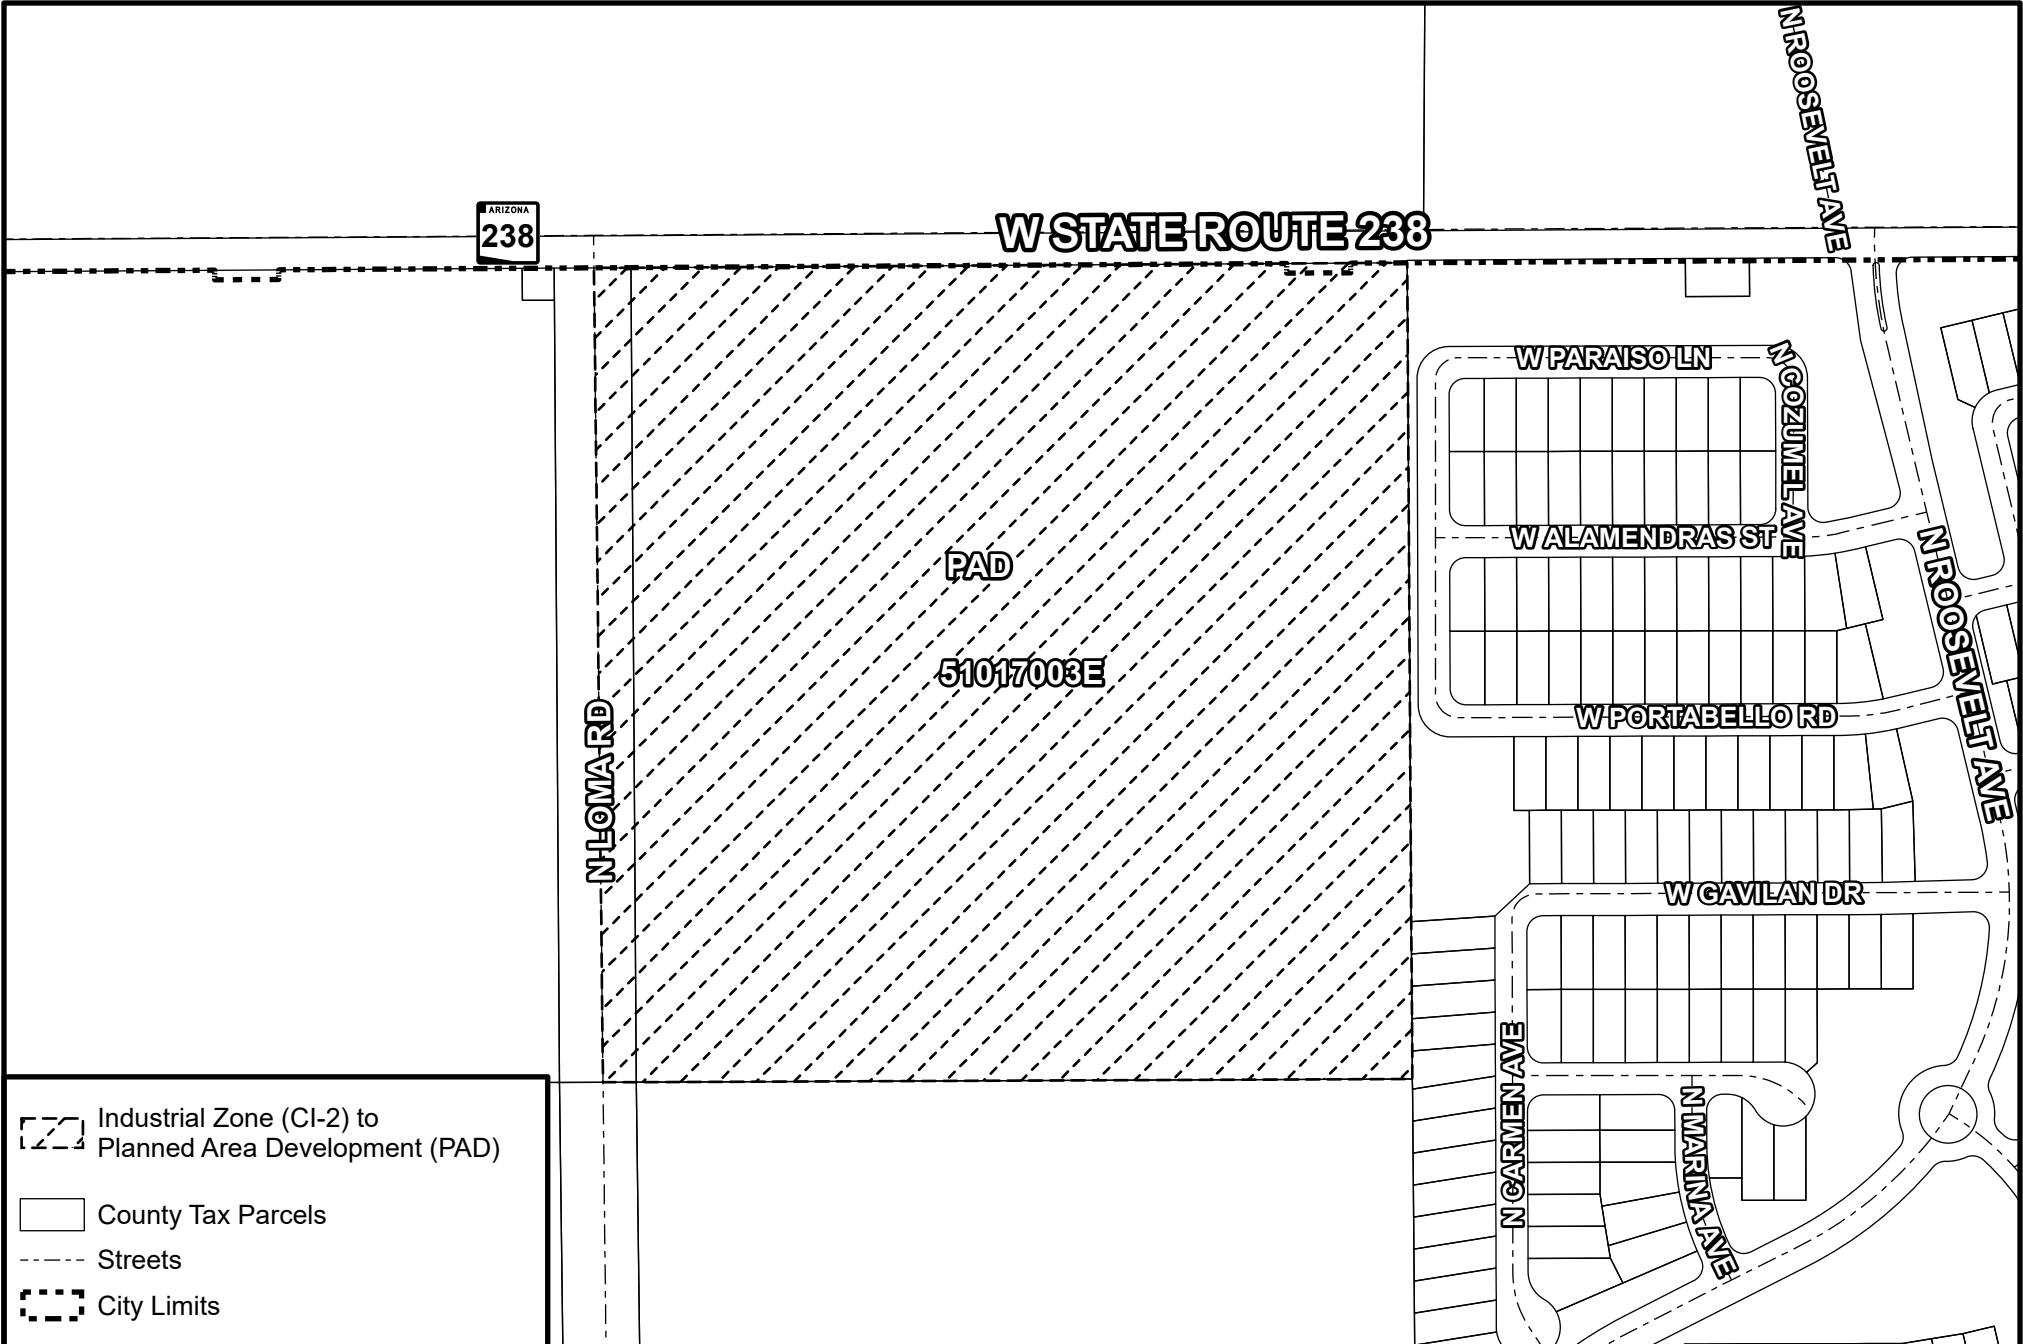 N ROOSEVELT AVE
ARIZONA
238
W STATE ROUTE 238
W PARAISO LN
N COZUMEL AVE
W ALAMENDRAS ST
PAD
51017003E
N ROOSEVELT AVE
N LOMA RD
W PORTABELLO RD
W GAVILAN DR
N CARMEN AVE
N MARINA AVE
Industrial Zone (CI-2) to
Planned Area Development (PAD)
County Tax Parcels
Streets
City Limits